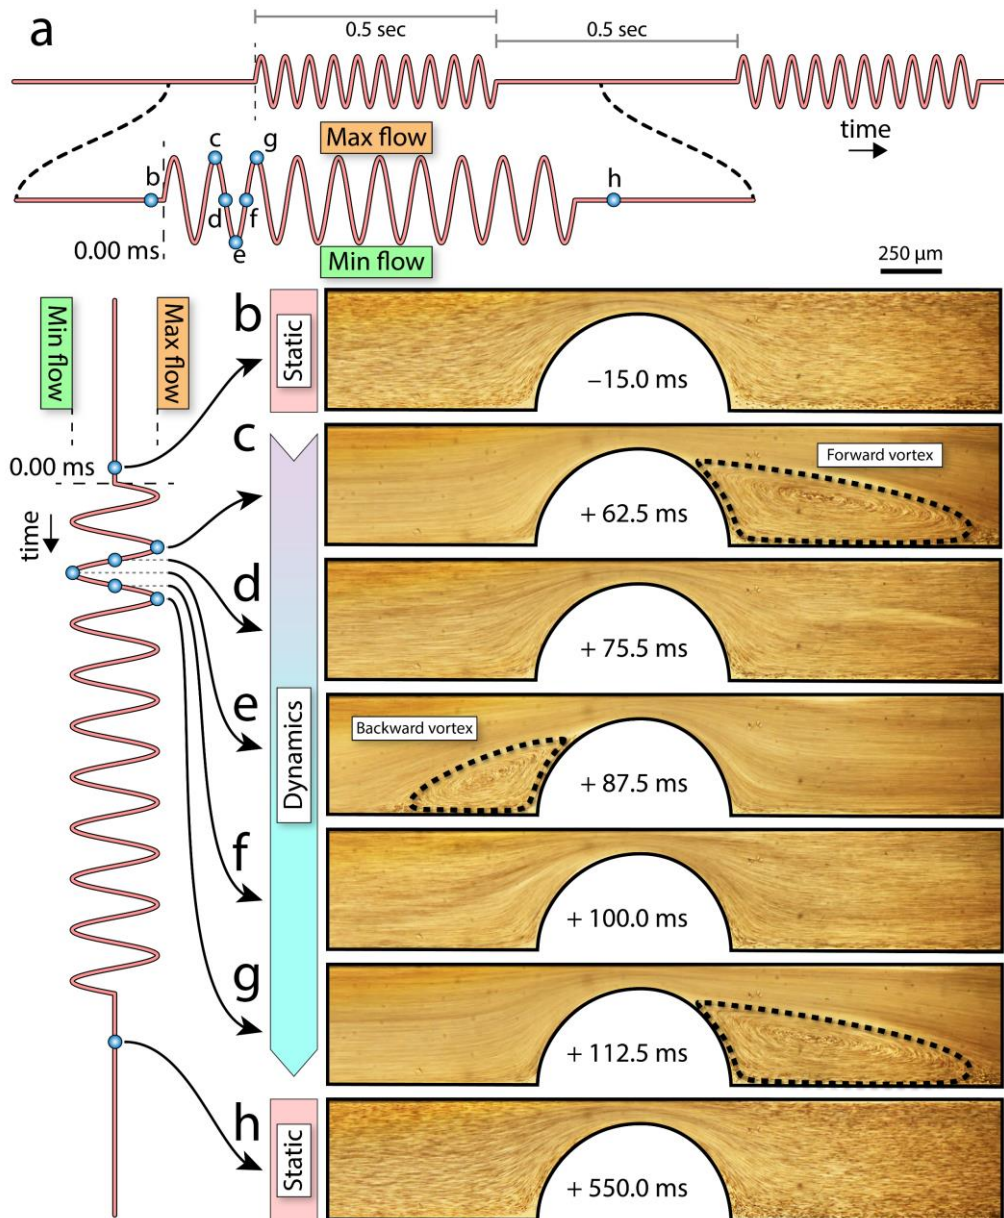 a
0.5 sec
0.5 sec
time
Max flow
c
g
b
d
f
h
e
0.00 ms
Min flow
250 µm
Min flow
Max flow
0.00 ms
time
b
Static
−15.0 ms
c
Forward vortex
+ 62.5 ms
d
+ 75.5 ms
e
Dynamics
Backward vortex
+ 87.5 ms
f
+ 100.0 ms
g
+ 112.5 ms
h
Static
+ 550.0 ms